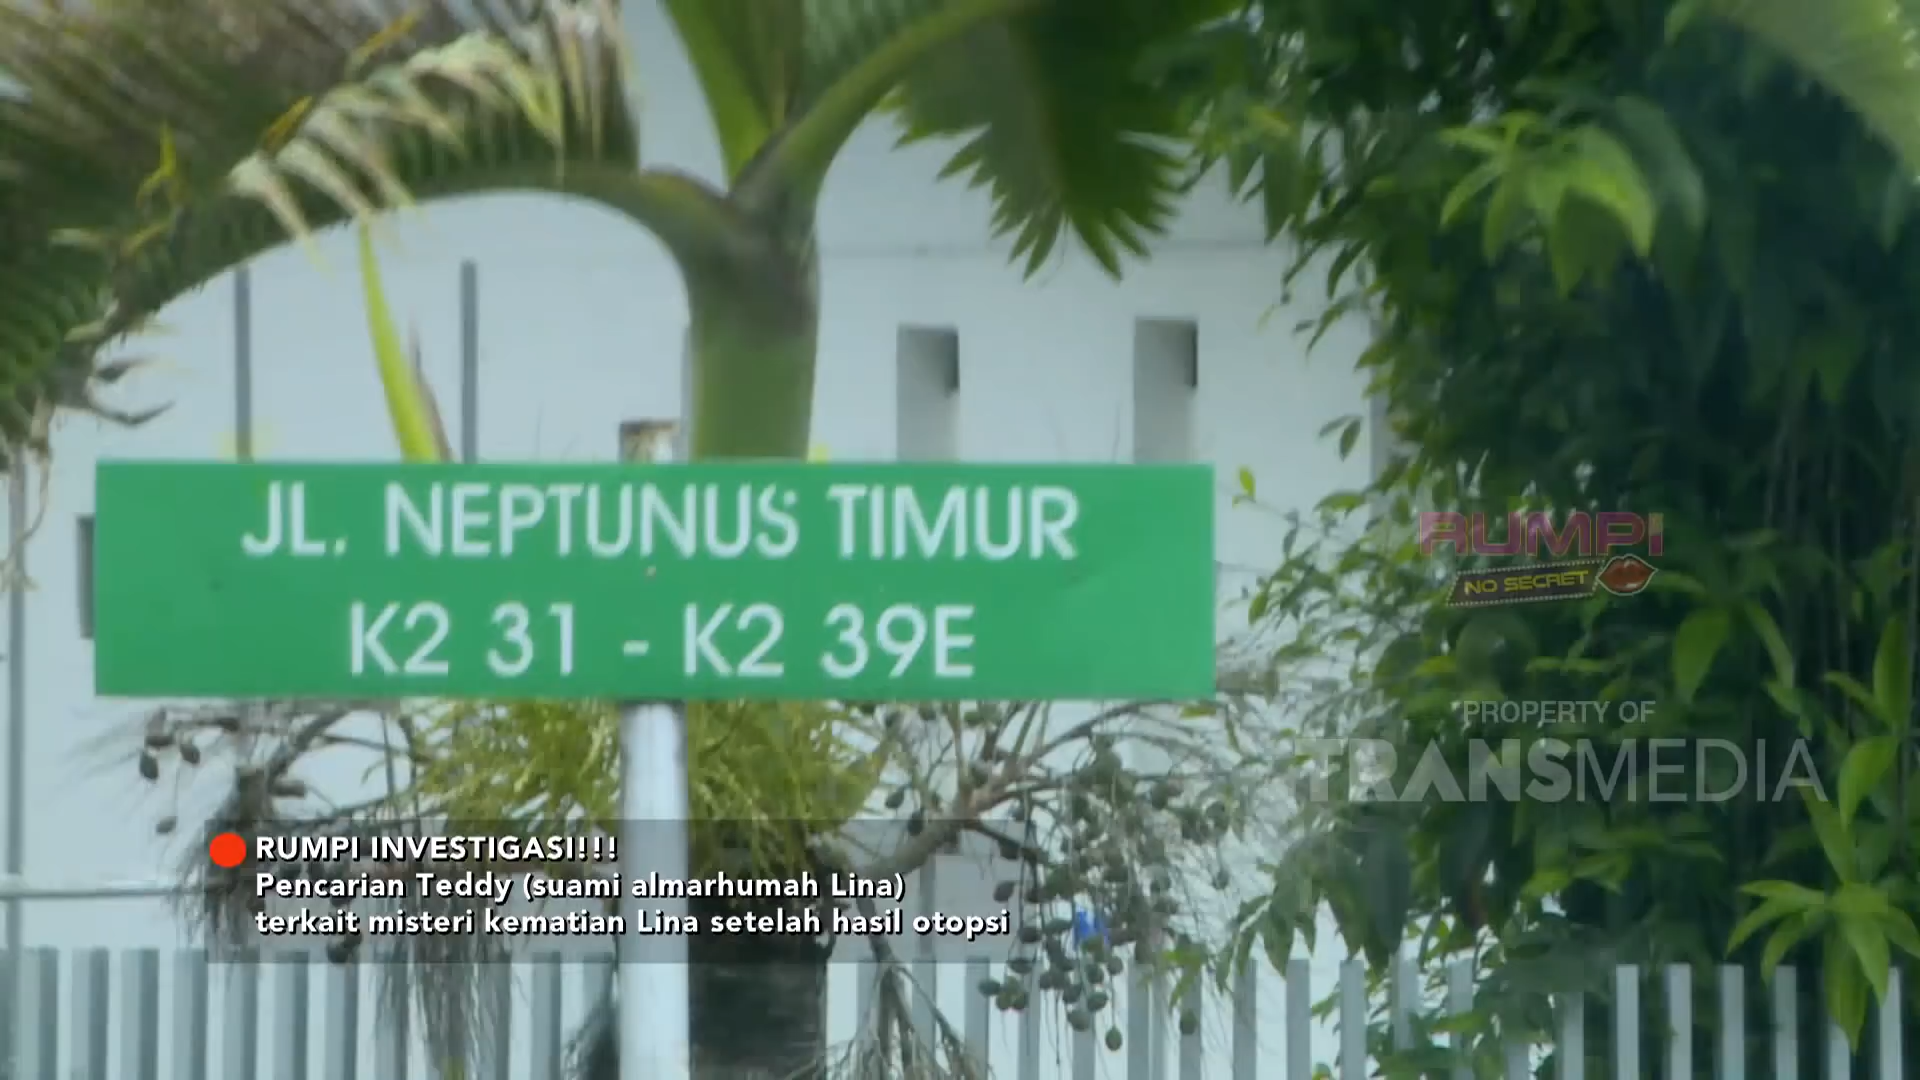 JL. NEPTUNUS TIMUR
K2 31 - K2 39E
RUMPI
NO SECRET
PROPERTY OF
TRANSMEDIA
RUMPI INVESTIGASI!!!
Pencarian Teddy (suami almarhumah Lina)
terkait misteri kematian Lina setelah hasil otopsi